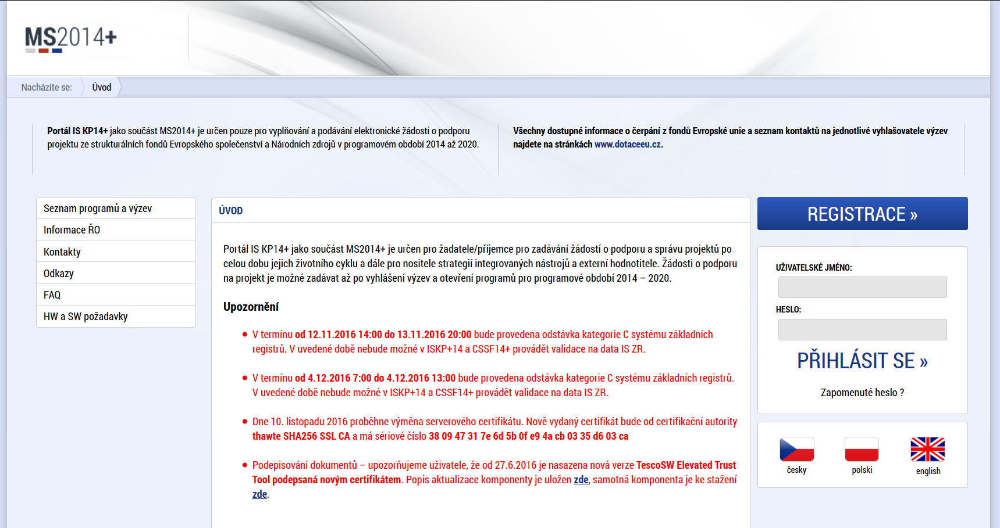 MS2014+
Nacházíte se:
Úvod
Portál IS KP14+ jako součást MS2014+ je určen pouze pro vyplňování a podávání elektronické žádosti o podporu
projektu ze strukturálních fondů Evropského společenství a Národních zdrojů v programovém období 2014 až 2020.
Všechny dostupné informace o čerpání z fondů Evropské unie a seznam kontaktů na jednotlivé vyhlašovatele výzev
najdete na stránkách www.dotaceeu.cz.
Seznam programů a výzev
Informace ŘO
Kontakty
Odkazy
FAQ
HW a SW požadavky
ÚVOD
Portál IS KP14+ jako součást MS2014+ je určen pro žadatele/příjemce pro zadávání žádostí o podporu a správu projektů po
celou dobu jejich životního cyklu a dále pro nositele strategií integrovaných nástrojů a externí hodnotitele. Žádosti o podporu
na projekt je možné zadávat až po vyhlášení výzev a otevření programů pro programové období 2014 – 2020.
Upozornění
V termínu od 12.11.2016 14:00 do 13.11.2016 20:00 bude provedena odstávka kategorie C systému základních
registrů. V uvedené době nebude možné v ISKP+14 a CSSF14+ provádět validace na data IS ZR.
V termínu od 4.12.2016 7:00 do 4.12.2016 13:00 bude provedena odstávka kategorie C systému základních registrů.
V uvedené době nebude možné v ISKP+14 a CSSF14+ provádět validace na data IS ZR.
Dne 10. listopadu 2016 proběhne výměna serverového certifikátu. Nově vydaný certifikát bude od certifikační autority
thawte SHA256 SSL CA a má sériové číslo 38 09 47 31 7e 6d 5b 0f e9 4a cb 03 35 d6 03 ca
Podepisování dokumentů – upozorňujeme uživatele, že od 27.6.2016 je nasazena nová verze TescoSW Elevated Trust
Tool podepsaná novým certifikátem. Popis aktualizace komponenty je uložen zde, samotná komponenta je ke stažení
zde.
REGISTRACE »
UŽIVATELSKÉ JMÉNO:
HESLO:
PŘIHLÁSIT SE »
Zapomenuté heslo ?
česky
polski
english